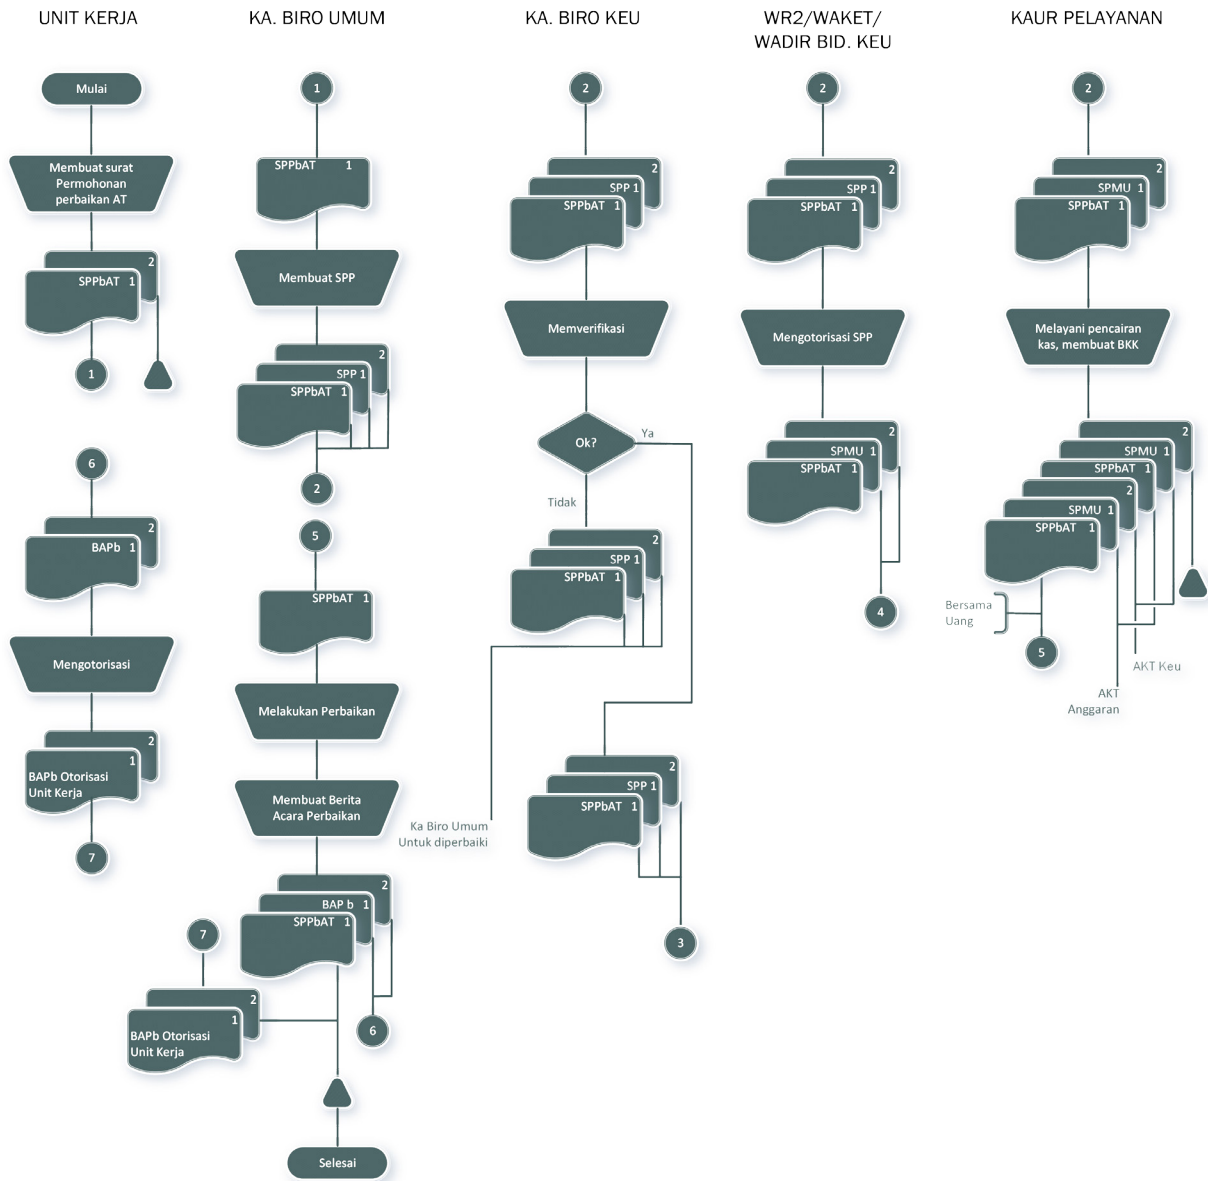 UNIT KERJA
Mulai
Membuat surat
Permohonan
perbaikan AT
2
SPPbAT 1
1
6
2
BAPb 1
Mengotorisasi
2
1
BAPb Otorisasi
Unit Kerja
7
KA. BIRO UMUM
1
SPPbAT 1
Membuat SPP
2
SPP 1
SPPbAT 1
2
5
SPPbAT 1
Melakukan Perbaikan
Membuat Berita
Acara Perbaikan
2
BAP b 1
SPPbAT 1
6
7
2
1
BAPb Otorisasi
Unit Kerja
Selesai
KA. BIRO KEU
2
2
SPP 1
SPPbAT 1
Memverifikasi
Ok?
Ya
Tidak
2
SPP 1
SPPbAT 1
Ka Biro Umum
Untuk diperbaiki
2
SPP 1
SPPbAT 1
3
WR2/WAKET/
WADIR BID. KEU
2
2
SPP 1
SPPbAT 1
Mengotorisasi SPP
2
SPMU 1
SPPbAT 1
4
KAUR PELAYANAN
2
2
SPMU 1
SPPbAT 1
Melayani pencairan
kas, membuat BKK
2
SPMU 1
SPPbAT 1
2
SPMU 1
SPPbAT 1
Bersama
Uang
5
AKT Keu
AKT
Anggaran